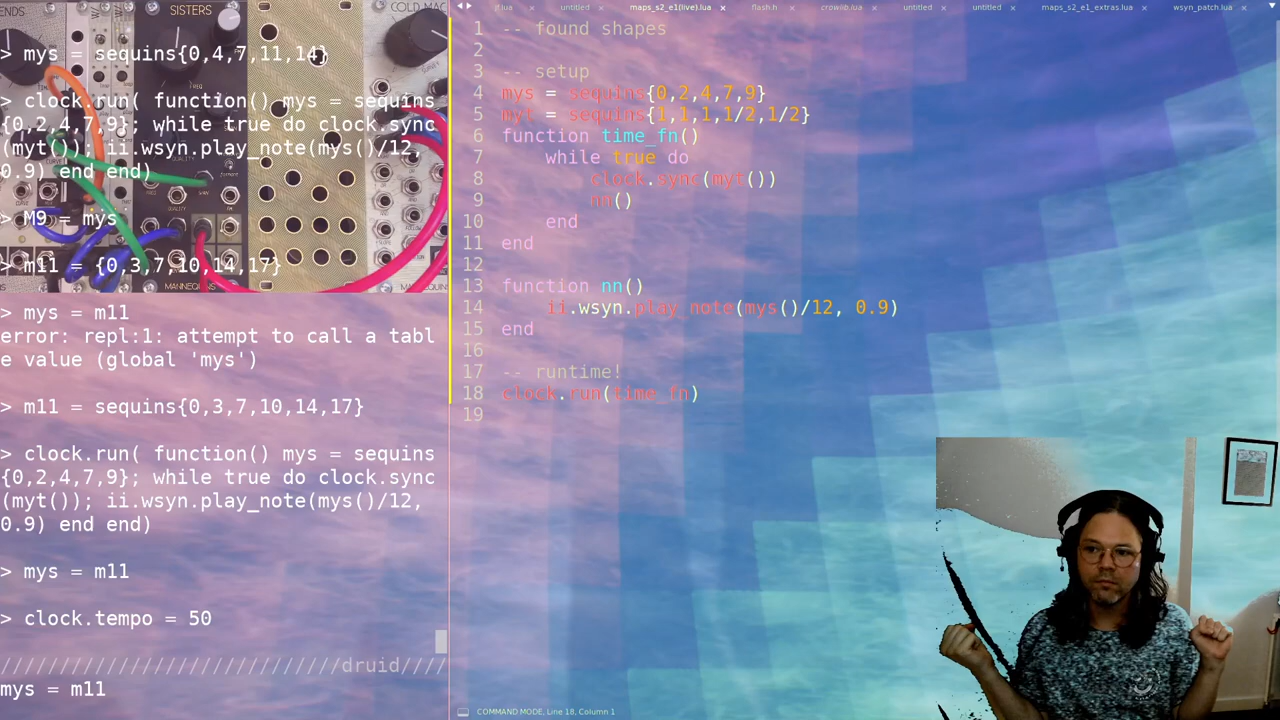 SISTERS
COLD MAC
QUALITY
QUALITY
MANNEQUINS
> mys = sequins{0,4,7,11,14}
> clock.run( function() mys = sequins
{0,2,4,7,9}; while true do clock.sync
(myt()); ii.wsyn.play_note(mys()/12,
0.9) end end)
> M9 = mys
> m11 = {0,3,7,10,14,17}
> mys = m11
error: repl:1: attempt to call a tabl
e value (global 'mys')
> m11 = sequins{0,3,7,10,14,17}
> clock.run( function() mys = sequins
{0,2,4,7,9}; while true do clock.sync
(myt()); ii.wsyn.play_note(mys()/12,
0.9) end end)
> mys = m11
> clock.tempo = 50
///////////////////////////////druid////
mys = m11
untitled
maps_s2_e1(live).lua
flash.h
crowlib.lua
untitled
untitled
maps_s2_e1_extras.lua
wsyn_patch.lua
1 -- found shapes
2
3 -- setup
4 mys = sequins{0,2,4,7,9}
5 myt = sequins{1,1,1,1/2,1/2}
6 function time_fn()
7     while true do
8         clock.sync(myt())
9         nn()
10     end
11 end
12
13 function nn()
14     ii.wsyn.play_note(mys()/12, 0.9)
15 end
16
17 -- runtime!
18 clock.run(time_fn)
19
COMMAND MODE, Line 18, Column 1